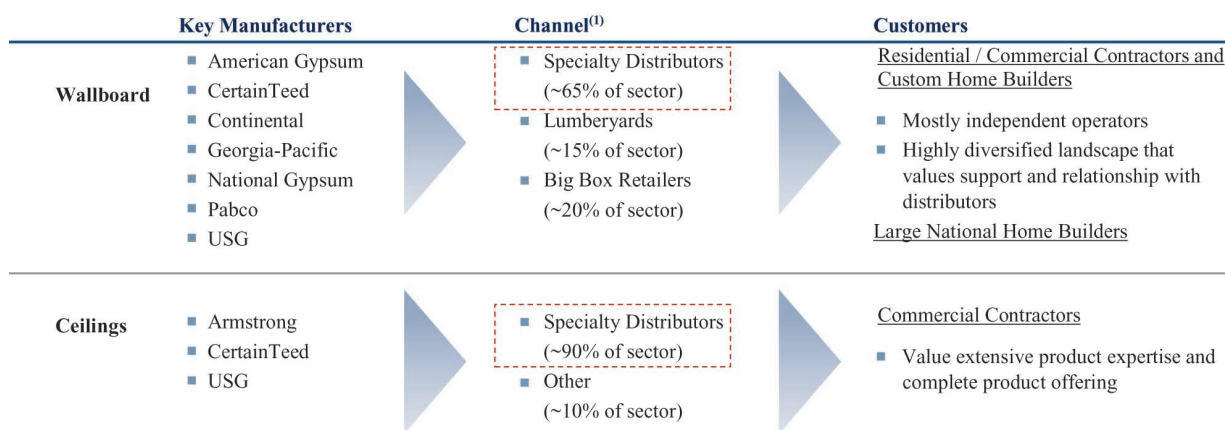 Key Manufacturers
Channel(1)
Customers
Wallboard
American Gypsum
CertainTeed
Continental
Georgia-Pacific
National Gypsum
Pabco
USG
Specialty Distributors
(~65% of sector)
Lumberyards
(~15% of sector)
Big Box Retailers
(~20% of sector)
Residential / Commercial Contractors and
Custom Home Builders
Mostly independent operators
Highly diversified landscape that
values support and relationship with
distributors
Large National Home Builders
Ceilings
Armstrong
CertainTeed
USG
Specialty Distributors
(~90% of sector)
Other
(~10% of sector)
Commercial Contractors
Value extensive product expertise and
complete product offering